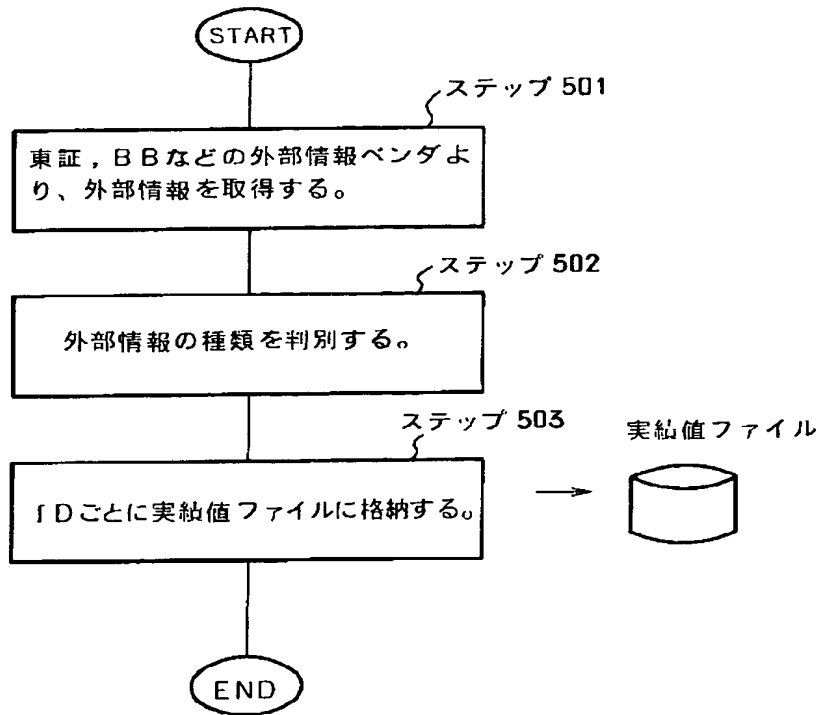 START
ステップ 501
東証,BBなどの外部情報ベンダよ
り、外部情報を取得する。
ステップ 502
外部情報の種類を判別する。
ステップ 503
IDごとに実績値ファイルに格納する。
実績値ファイル
END